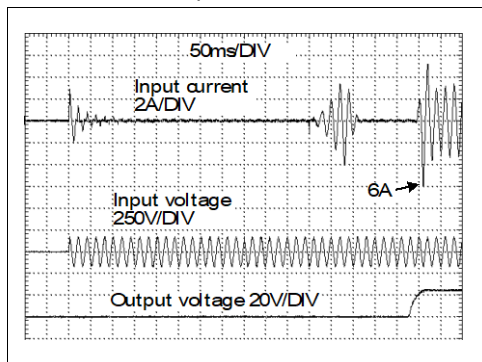 50ms/DIV
Input current
2A/DIV
6A
Input voltage
250V/DIV
Output voltage 20V/DIV